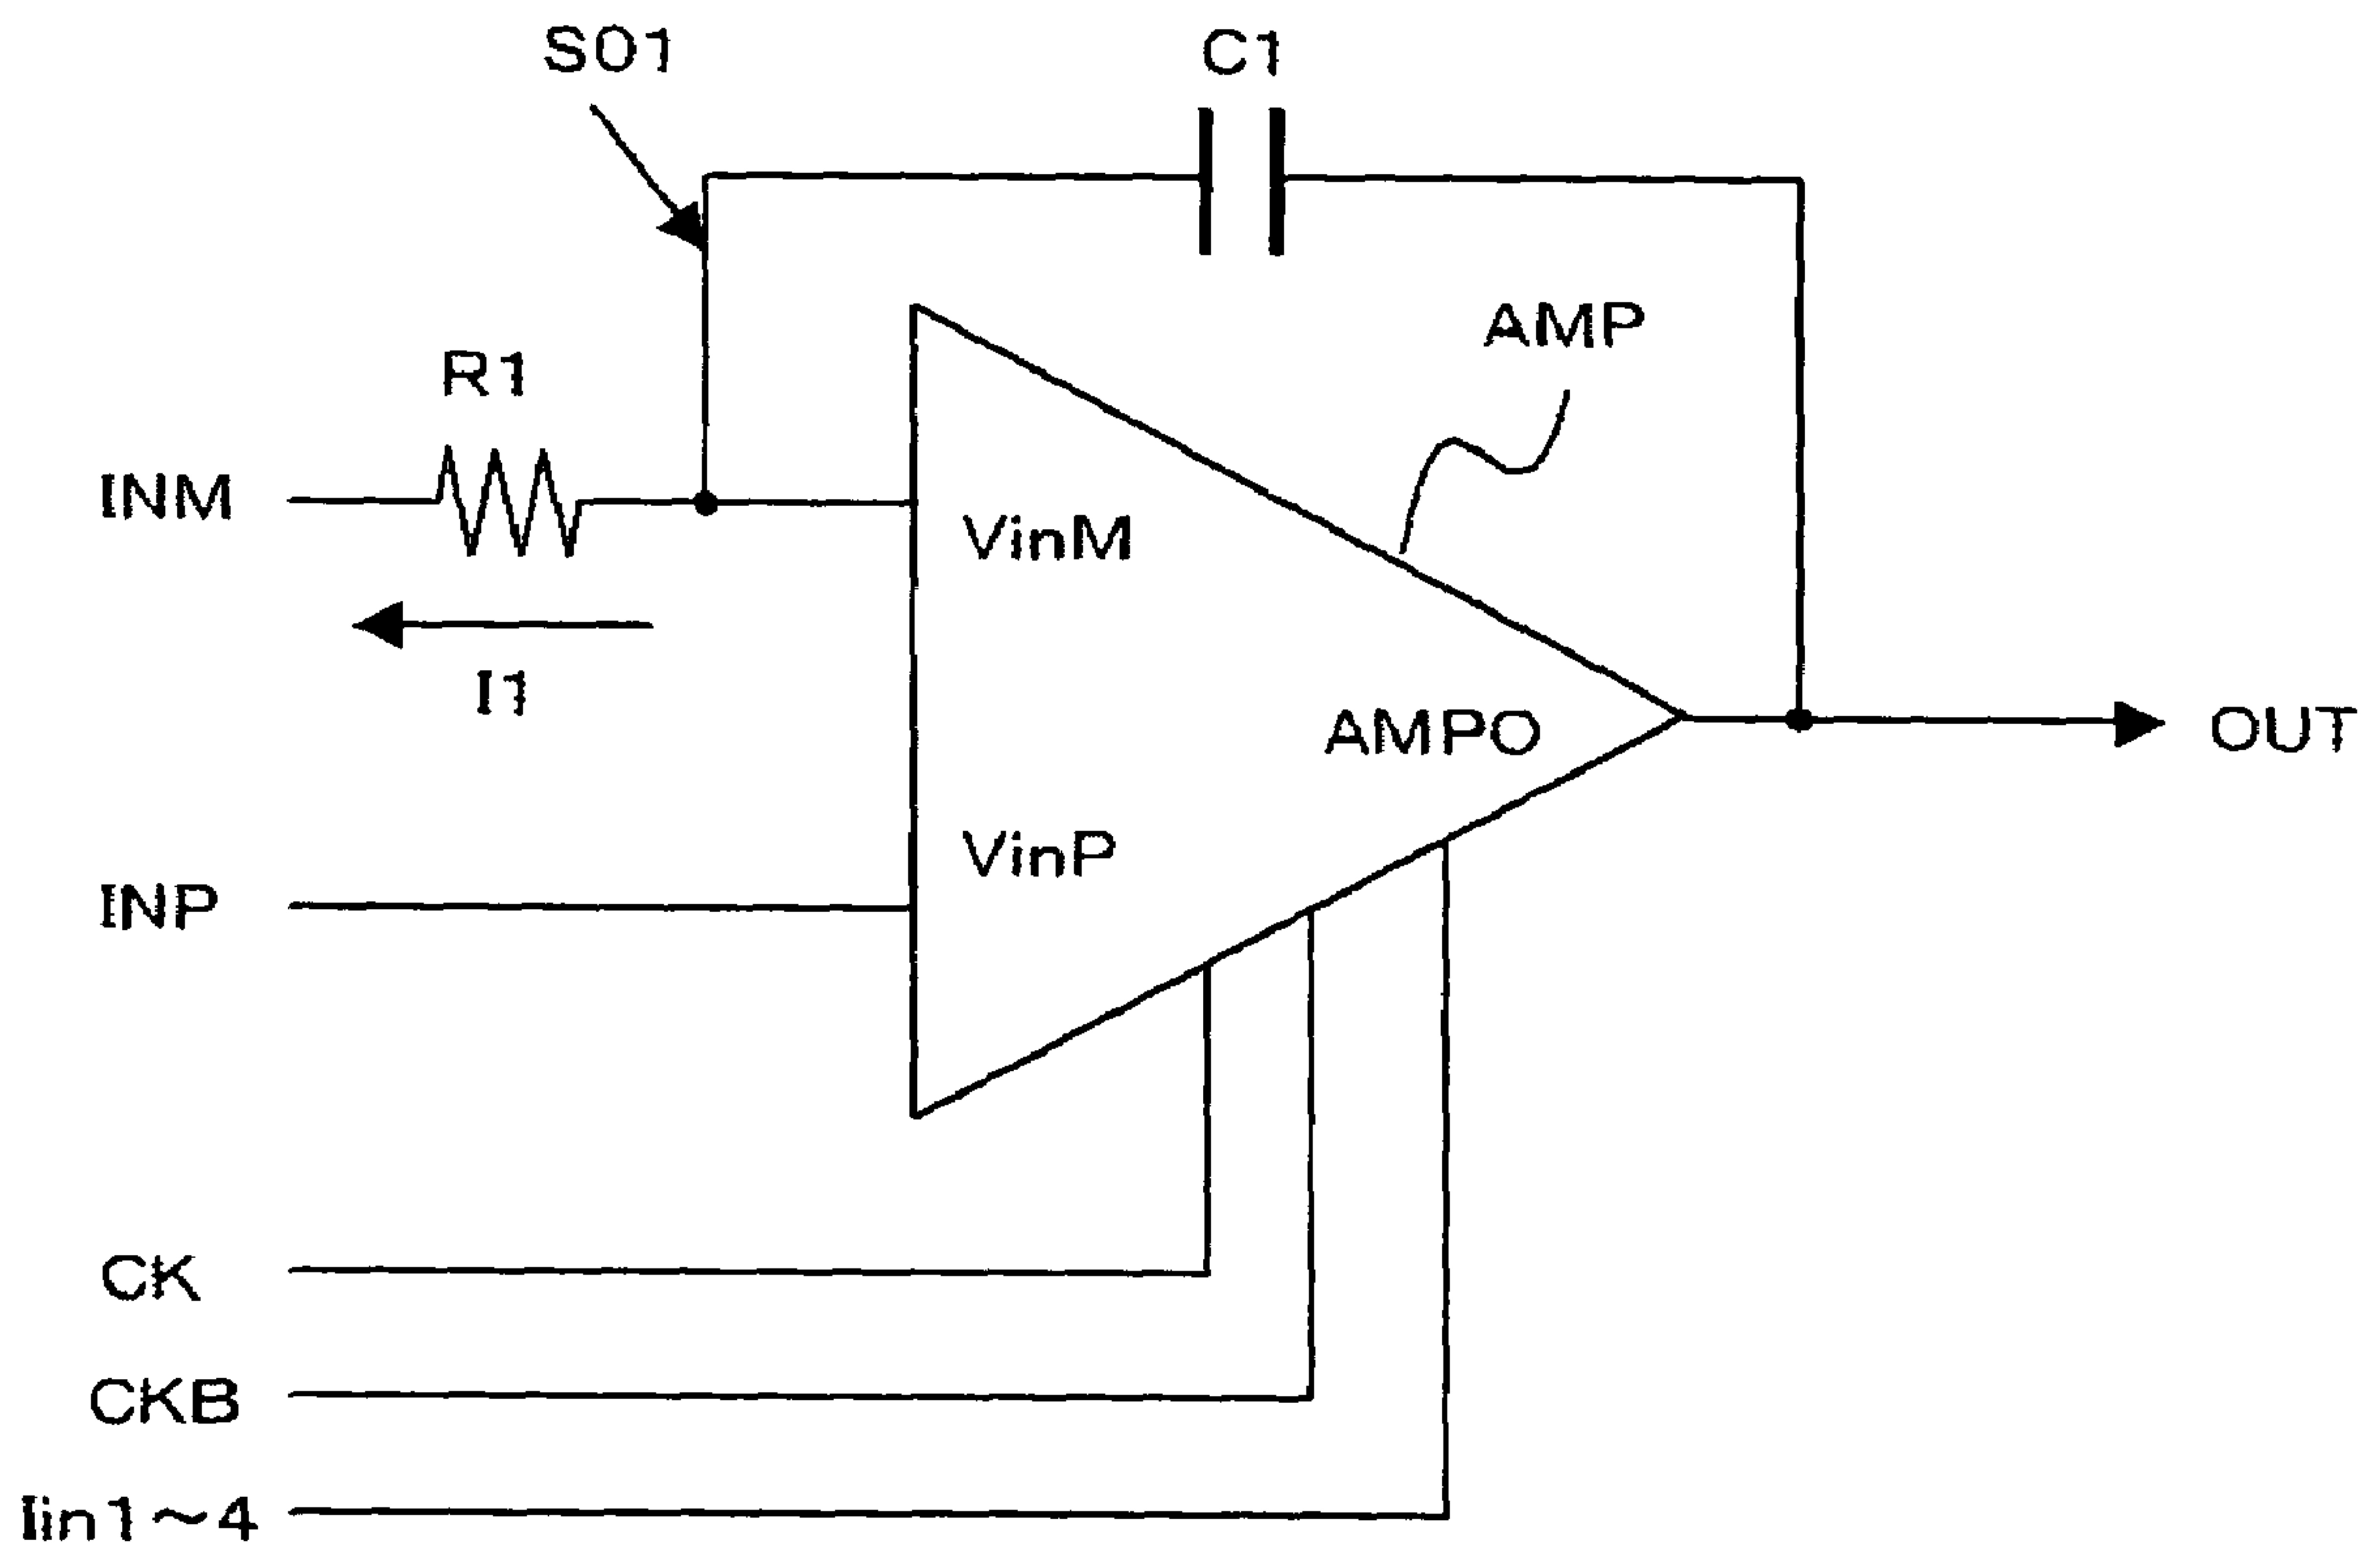 S01
C1
AMP
R1
INM
VinM
I1
AMPO
OUT
VinP
INP
CK
CKB
Iin1~4